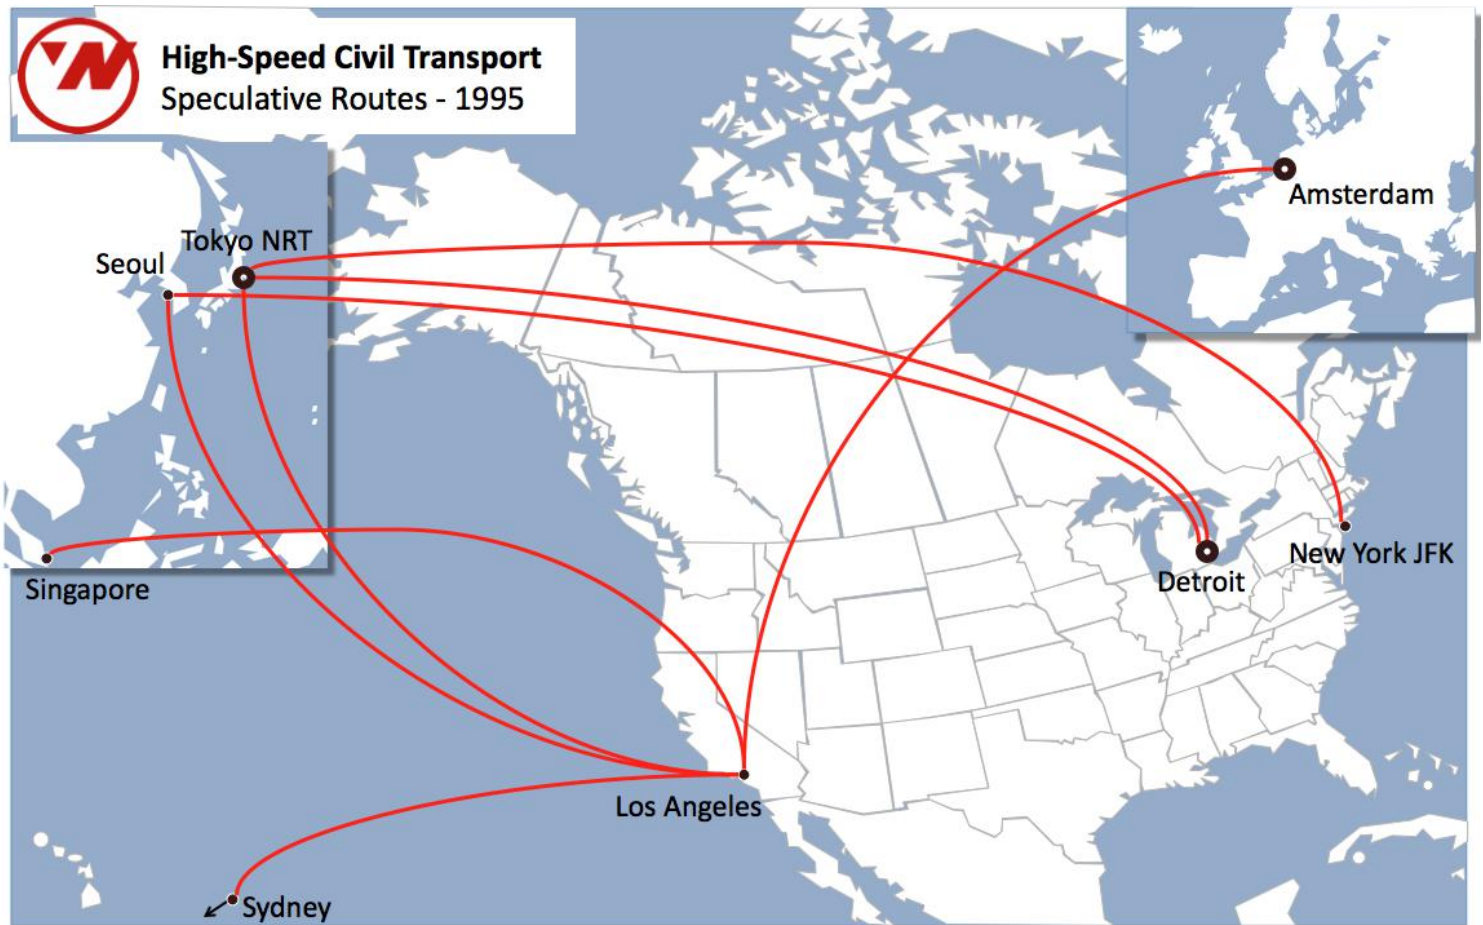 High-Speed Civil Transport
Speculative Routes - 1995
Amsterdam
Tokyo NRT
Seoul
New York JFK
Detroit
Singapore
Los Angeles
Sydney